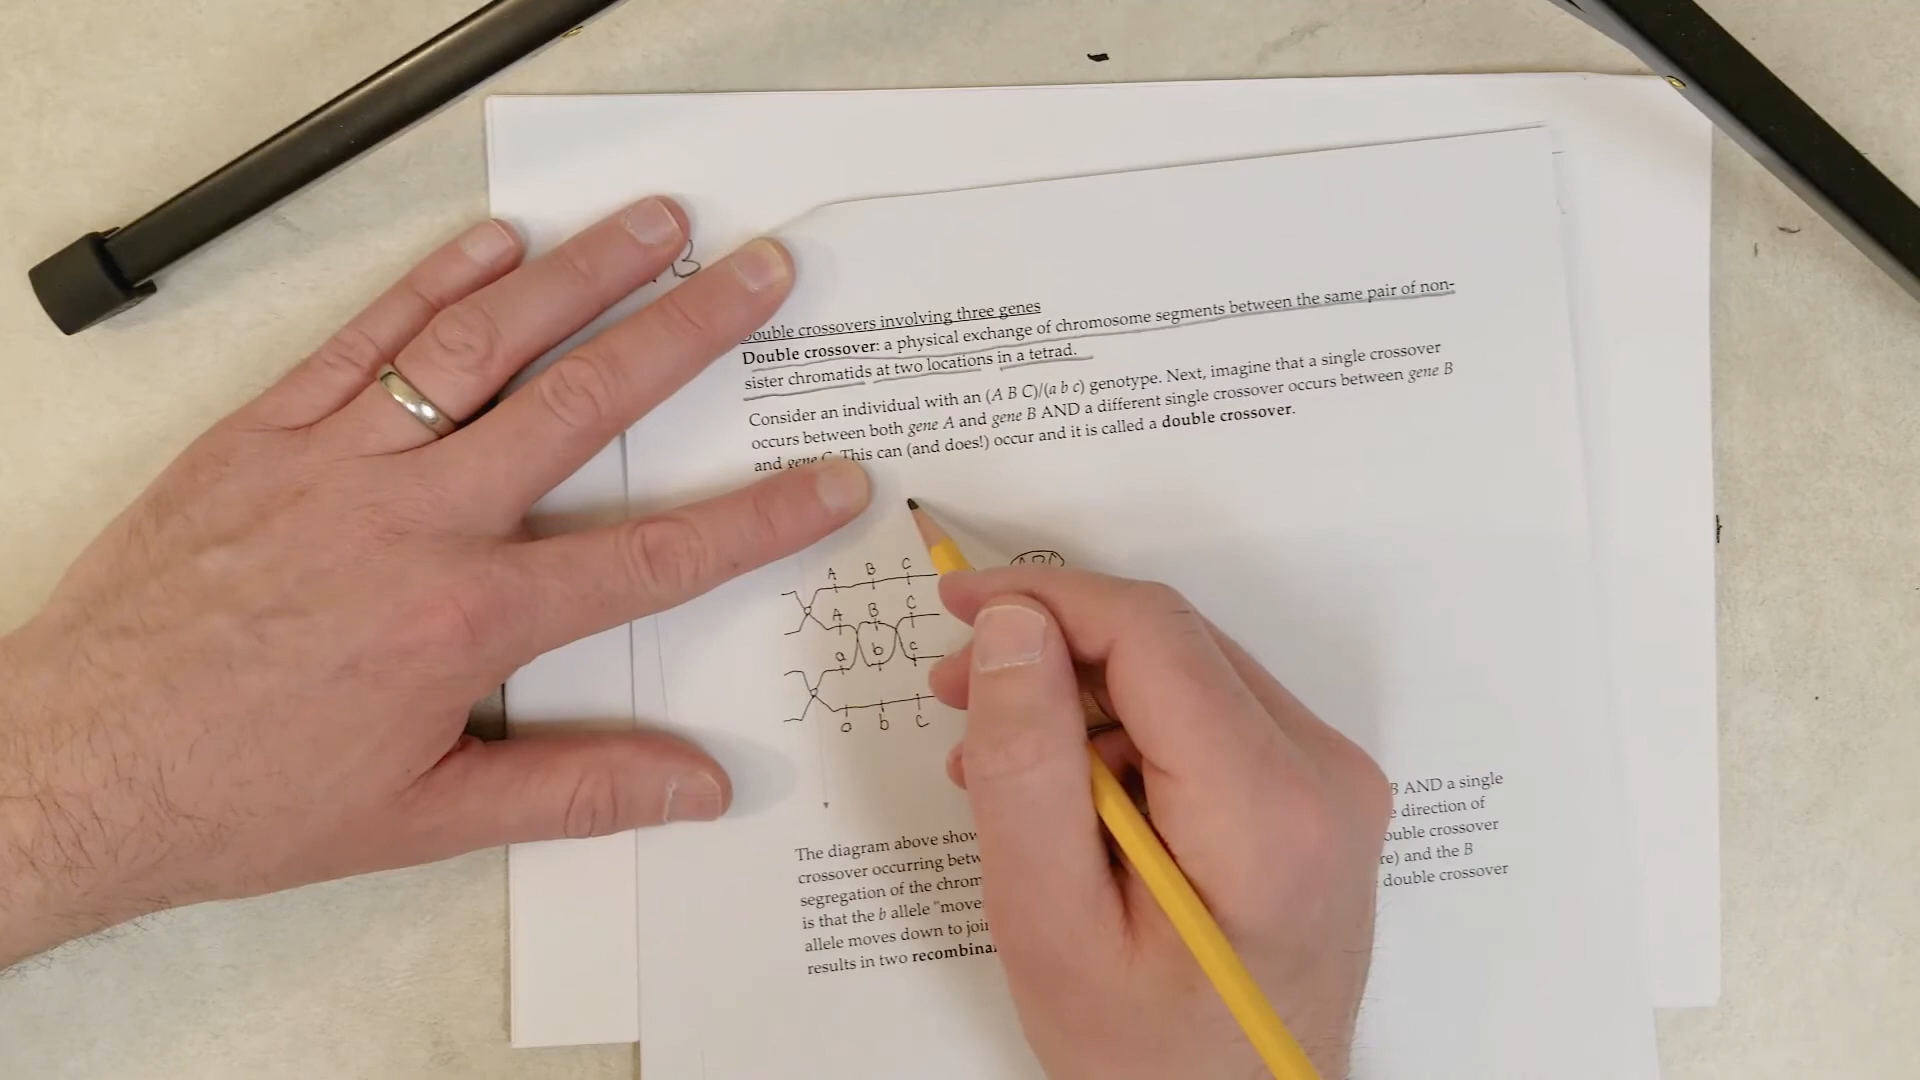 B
Double crossovers involving three genes
Double crossover: a physical exchange of chromosome segments between the same pair of non-
sister chromatids at two locations in a tetrad.
Consider an individual with an (A B C)/(a b c) genotype. Next, imagine that a single crossover
occurs between both gene A and gene B AND a different single crossover occurs between gene B
and gene C. This can (and does!) occur and it is called a double crossover.
A B C
A B C
a b c
a b c
The diagram above show
crossover occurring betw
segregation of the chrom
is that the b allele "move
allele moves down to join
results in two recombina
B AND a single
e direction of
ouble crossover
re) and the B
double crossover